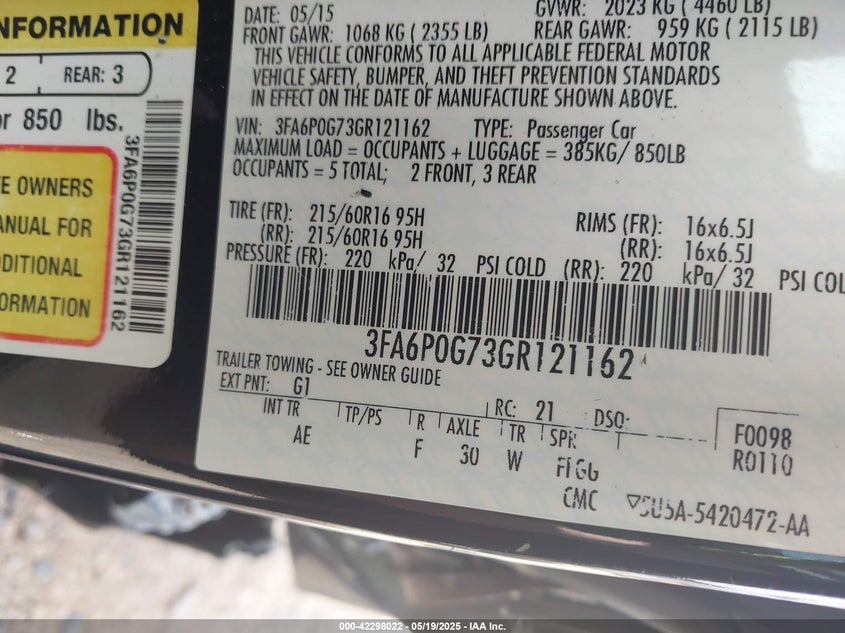 INFORMATION
2 REAR: 3
or 850 lbs.
OWNERS
MANUAL FOR
3FA6P0G73GR121162
DATE: 05/15 GVWR: 2023 KG ( 4460 LB)
FRONT GAWR: 1068 KG ( 2355 LB) REAR GAWR: 959 KG ( 2115 LB)
THIS VEHICLE CONFORMS TO ALL APPLICABLE FEDERAL MOTOR
VEHICLE SAFETY, BUMPER, AND THEFT PREVENTION STANDARDS
IN EFFECT ON THE DATE OF MANUFACTURE SHOWN ABOVE.
VIN: 3FA6P0G73GR121162 TYPE: Passenger Car
MAXIMUM LOAD = OCCUPANTS + LUGGAGE = 385KG/ 850LB
OCCUPANTS = 5 TOTAL; 2 FRONT, 3 REAR
TIRE (FR): 215/60R16 95H RIMS (FR): 16x6.5J
(RR): 215/60R16 95H (RR): 16x6.5J
PRESSURE (FR): 220 kPa/ 32 PSI COLD (RR): 220 kPa/ 32 PSI COL
3FA6P0G73GR121162
TRAILER TOWING - SEE OWNER GUIDE
EXT PNT: G1 RC: 21 DSO: F0098
INT TR TP/PS R AXLE TR SPR R0110
AE F 30 W
CMC 5U5A-5420472-AA
000-42298022 - 05/19/2025 - IAA Inc.